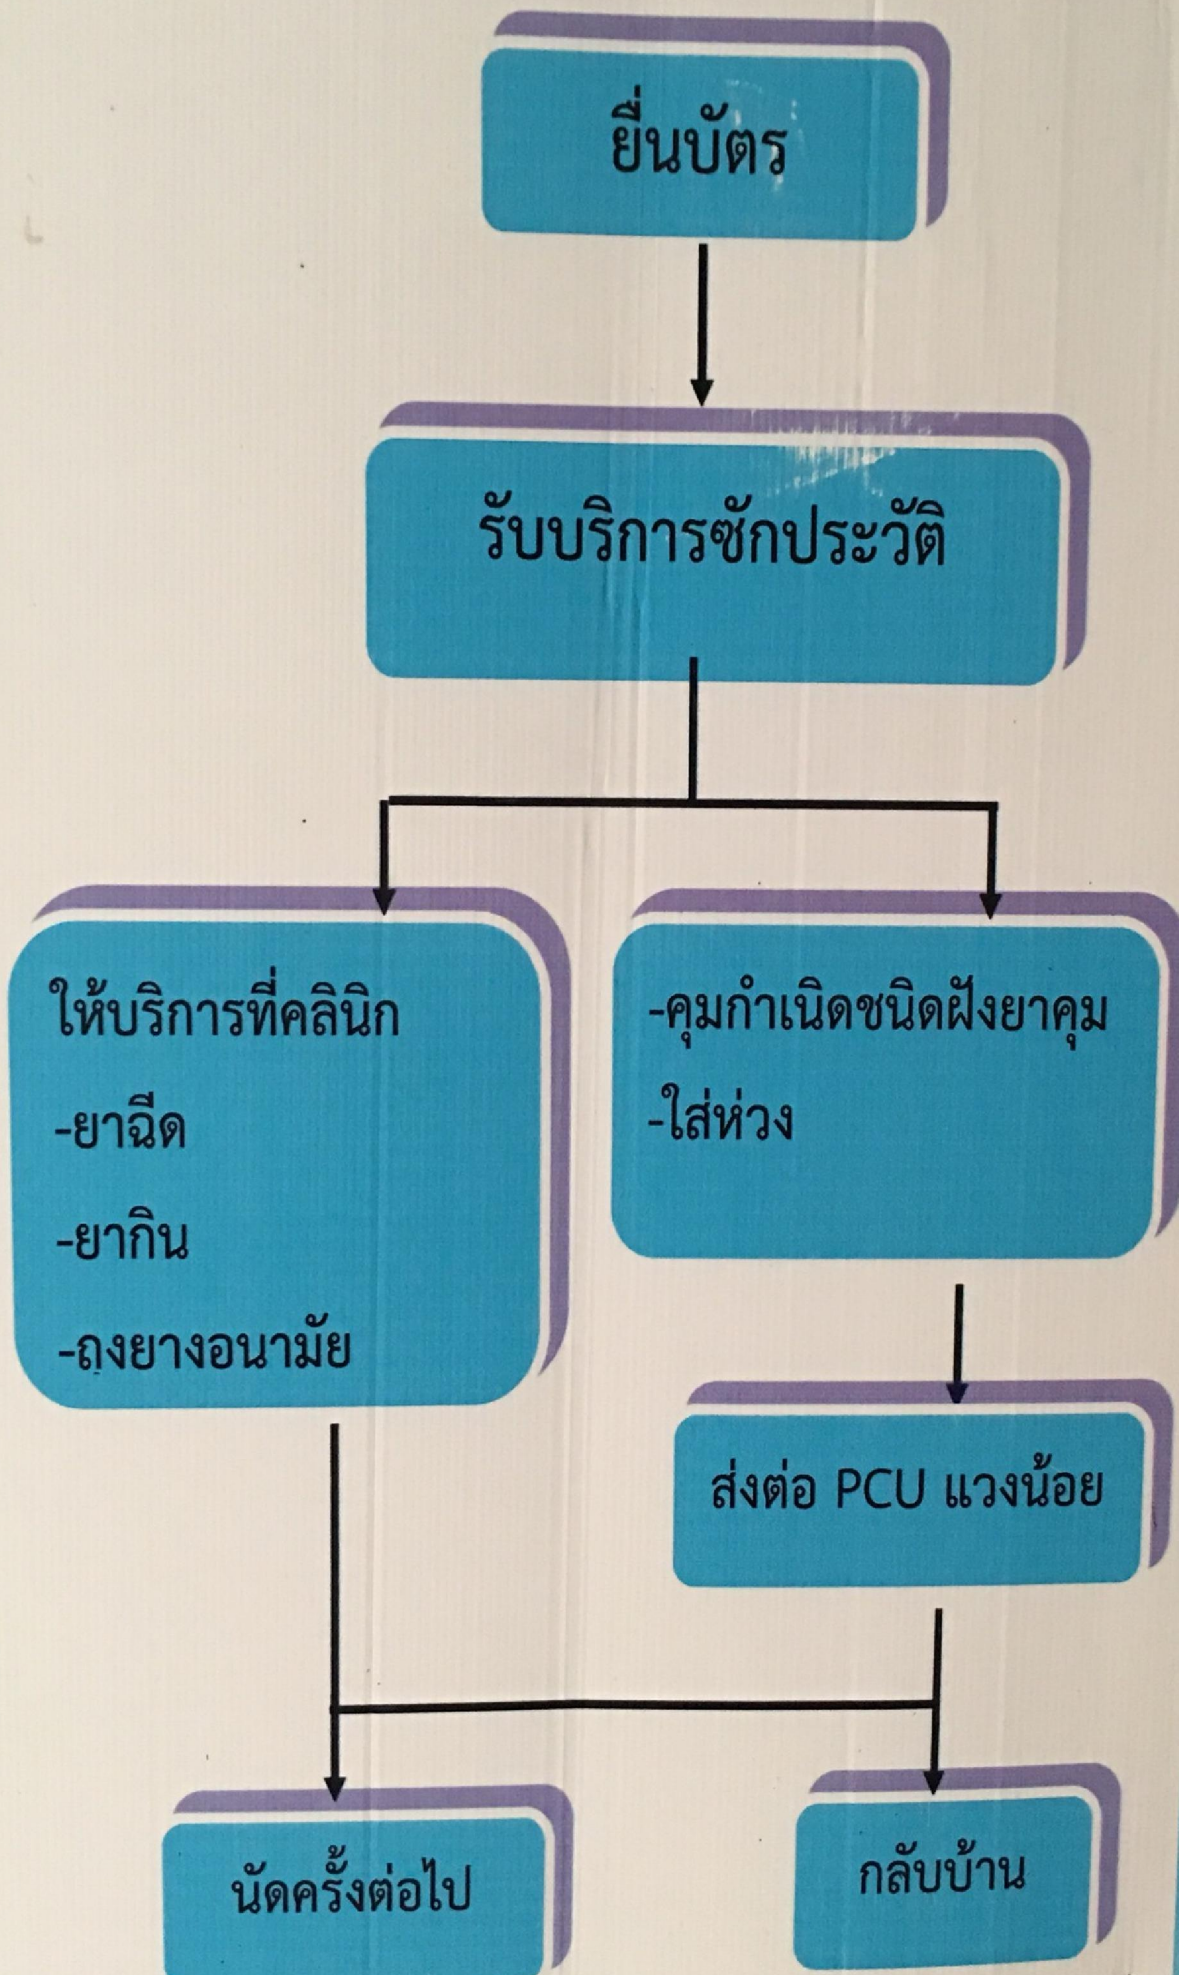 ยื่นบัตร
รับบริการซักประวัติ
ให้บริการที่คลินิก
-ยาฉีด
-ยากิน
-ถุงยางอนามัย
-คุมกำเนิดชนิดฝังยาคุม
-ใส่ห่วง
ส่งต่อ PCU แวงน้อย
นัดครั้งต่อไป
กลับบ้าน